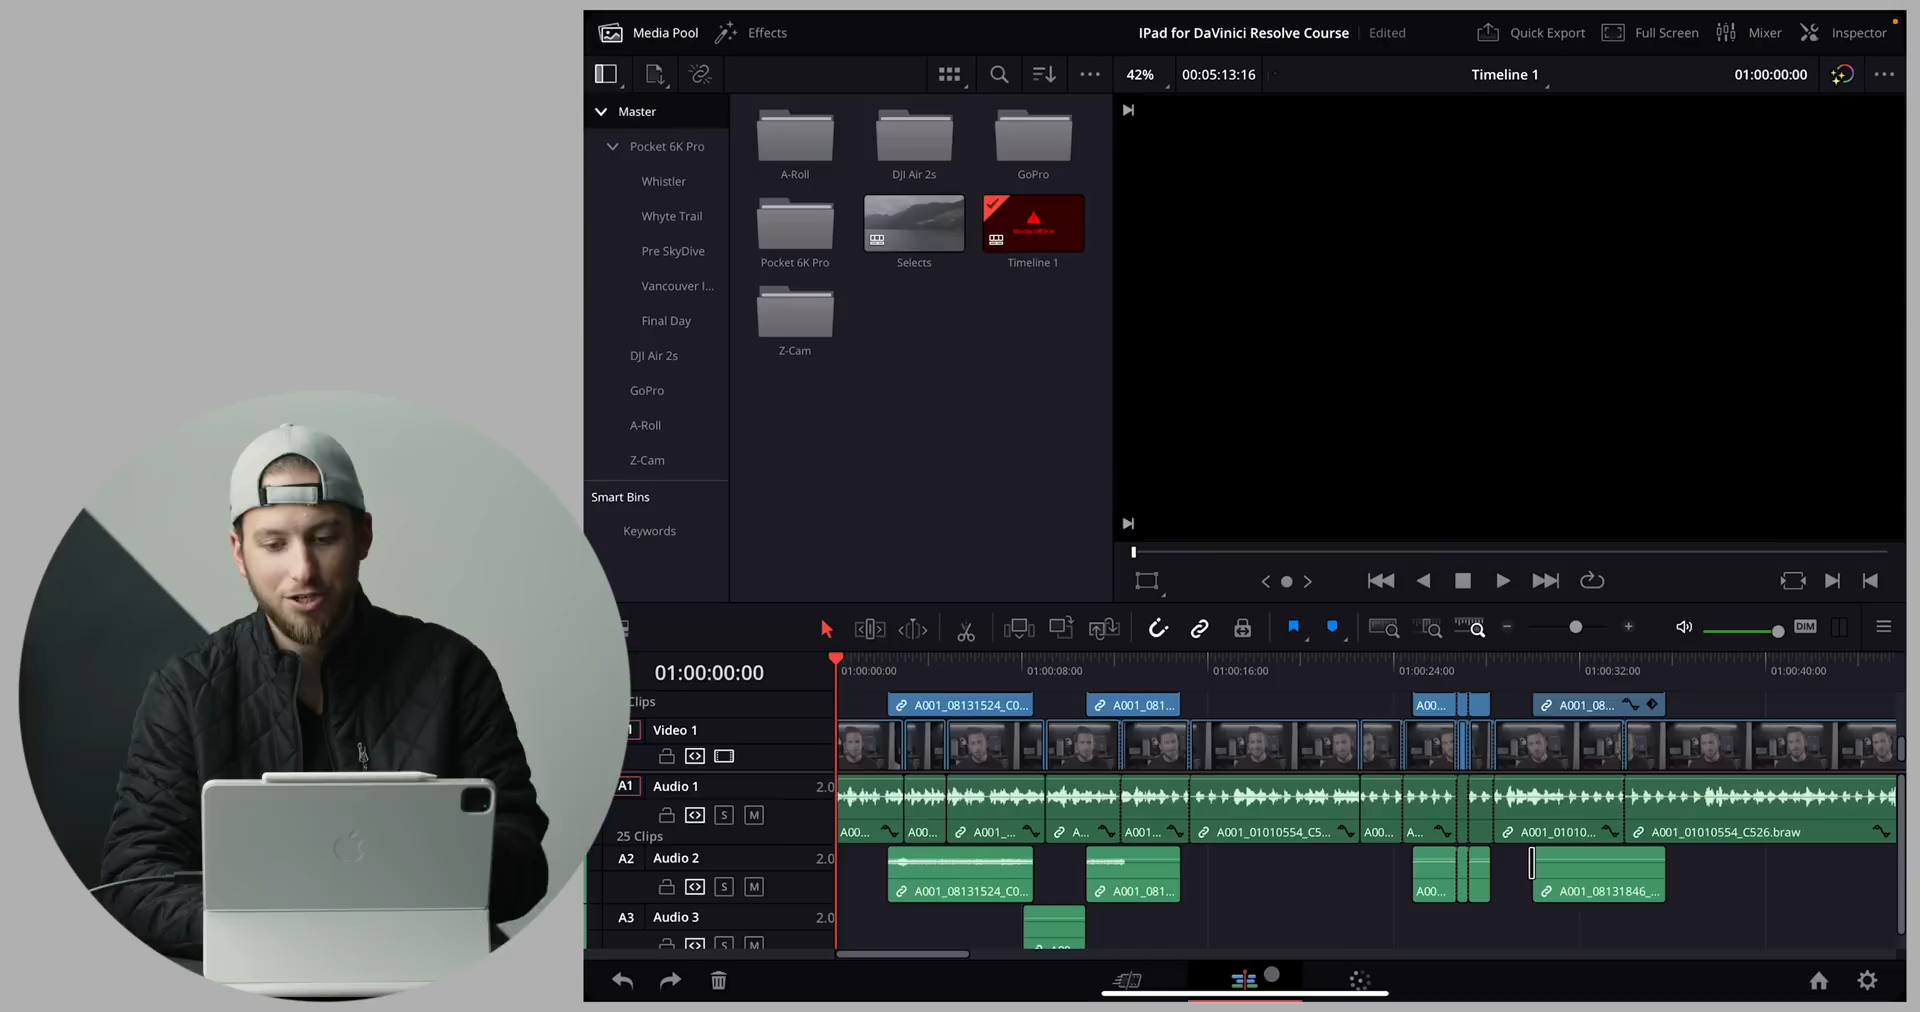 Media Pool
Effects
IPad for DaVinci Resolve Course
Edited
Quick Export
Full Screen
Mixer
Inspector
42%
00:05:13:16
Timeline 1
01:00:00:00
Master
Pocket 6K Pro
Whistler
Whyte Trail
Pre SkyDive
Vancouver I...
Final Day
DJI Air 2s
GoPro
A-Roll
Z-Cam
Smart Bins
Keywords
A-Roll
DJI Air 2s
GoPro
Pocket 6K Pro
Selects
Timeline 1
Z-Cam
DIM
01:00:00:00
01:00:00:00
01:00:08:00
01:00:16:00
01:00:24:00
01:00:32:00
01:00:40:00
Clips
A001_08131524_C0...
A001_081...
A00...
A001_08...
Video 1
A1
Audio 1
2.0
S
M
25 Clips
A00...
A00...
A001_...
A...
A001...
A001_01010554_C5...
A00...
A...
A001_01010...
A001_01010554_C526.braw
A2
Audio 2
2.0
S
M
A001_08131524_C0...
A001_081...
A00...
A001_08131846_...
A3
Audio 3
2.0
S
M